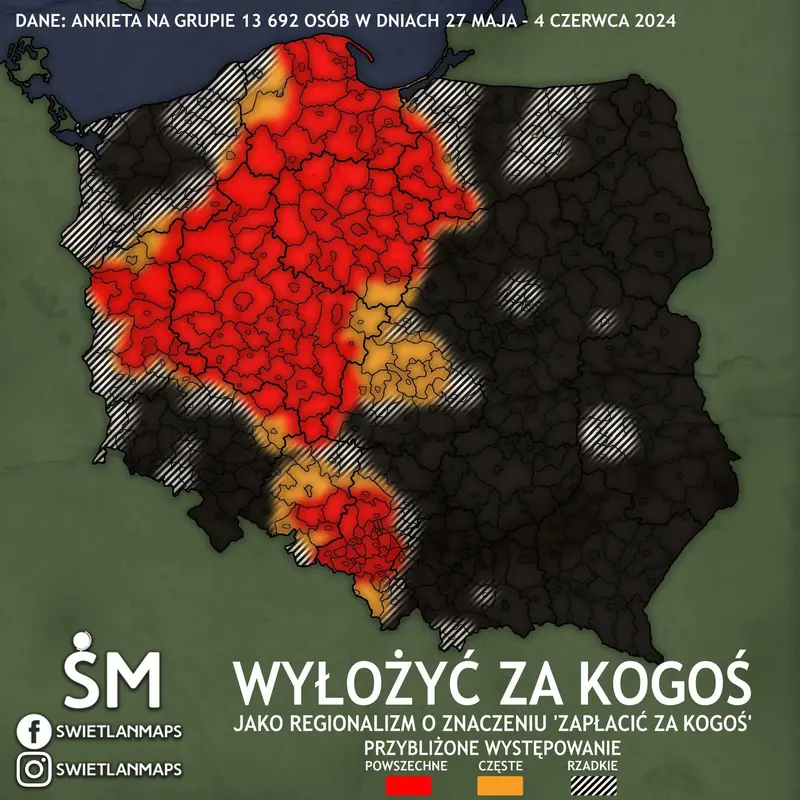 DANE: ANKIETA NA GRUPIE 13 692 OSÓB W DNIACH 27 MAJA - 4 CZERWCA 2024
ŚM
SWIETLANMAPS
SWIETLANMAPS
WYŁOŻYĆ ZA KOGOŚ
JAKO REGIONALIZM O ZNACZENIU 'ZAPŁACIĆ ZA KOGOŚ'
PRZYBLIŻONE WYSTĘPOWANIE
POWSZECHNE CZĘSTE RZADKIE